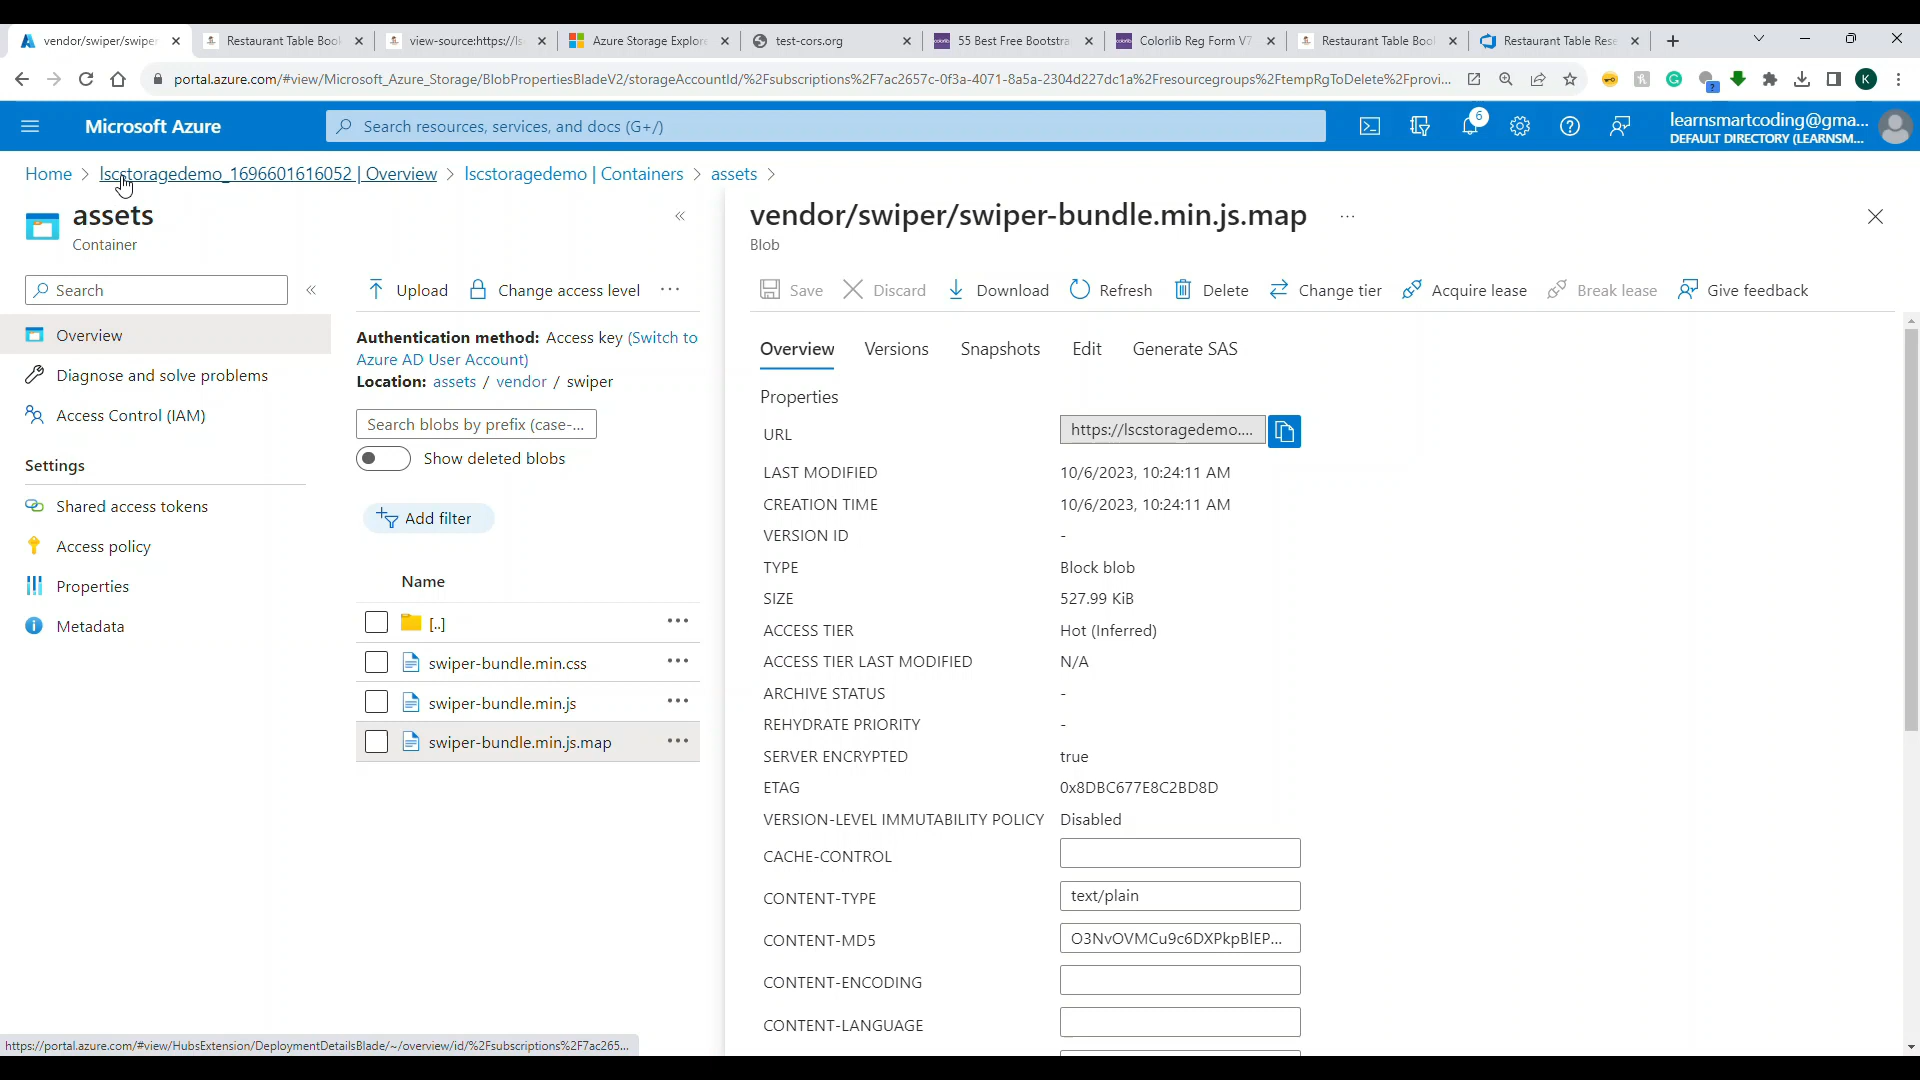 vendor/swiper/swiper
Restaurant Table Book
view-source:https://ls
Azure Storage Explore
test-cors.org
55 Best Free Bootstra
Colorlib Reg Form V7
Restaurant Table Bool
Restaurant Table Rese
portal.azure.com/#view/Microsoft_Azure_Storage/BlobPropertiesBladeV2/storageAccountId/%2Fsubscriptions%2F7ac2657c-0f3a-4071-8a5a-2304d227dc1a%2Fresourcegroups%2FtempRgToDelete%2Fprovi...
K
Microsoft Azure
Search resources, services, and docs (G+/)
6
learnsmartcoding@gma...
DEFAULT DIRECTORY (LEARNSM...
Home > lscstoragedemo_1696601616052 | Overview > lscstoragedemo | Containers > assets >
assets
Container
Search
Overview
Diagnose and solve problems
Access Control (IAM)
Settings
Shared access tokens
Access policy
Properties
Metadata
Upload
Change access level
Authentication method: Access key (Switch to
Azure AD User Account)
Location: assets / vendor / swiper
Search blobs by prefix (case-...
Show deleted blobs
Add filter
Name
[..]
swiper-bundle.min.css
swiper-bundle.min.js
swiper-bundle.min.js.map
vendor/swiper/swiper-bundle.min.js.map
Blob
Save
Discard
Download
Refresh
Delete
Change tier
Acquire lease
Break lease
Give feedback
Overview
Versions
Snapshots
Edit
Generate SAS
Properties
URL https://lscstoragedemo....
LAST MODIFIED 10/6/2023, 10:24:11 AM
CREATION TIME 10/6/2023, 10:24:11 AM
VERSION ID -
TYPE Block blob
SIZE 527.99 KiB
ACCESS TIER Hot (Inferred)
ACCESS TIER LAST MODIFIED N/A
ARCHIVE STATUS -
REHYDRATE PRIORITY -
SERVER ENCRYPTED true
ETAG 0x8DBC677E8C2BD8D
VERSION-LEVEL IMMUTABILITY POLICY Disabled
CACHE-CONTROL
CONTENT-TYPE text/plain
CONTENT-MD5 O3NvOVMCu9c6DXPkpBlEP...
CONTENT-ENCODING
CONTENT-LANGUAGE
https://portal.azure.com/#view/HubsExtension/DeploymentDetailsBlade/~/overview/id/%2Fsubscriptions%2F7ac265...